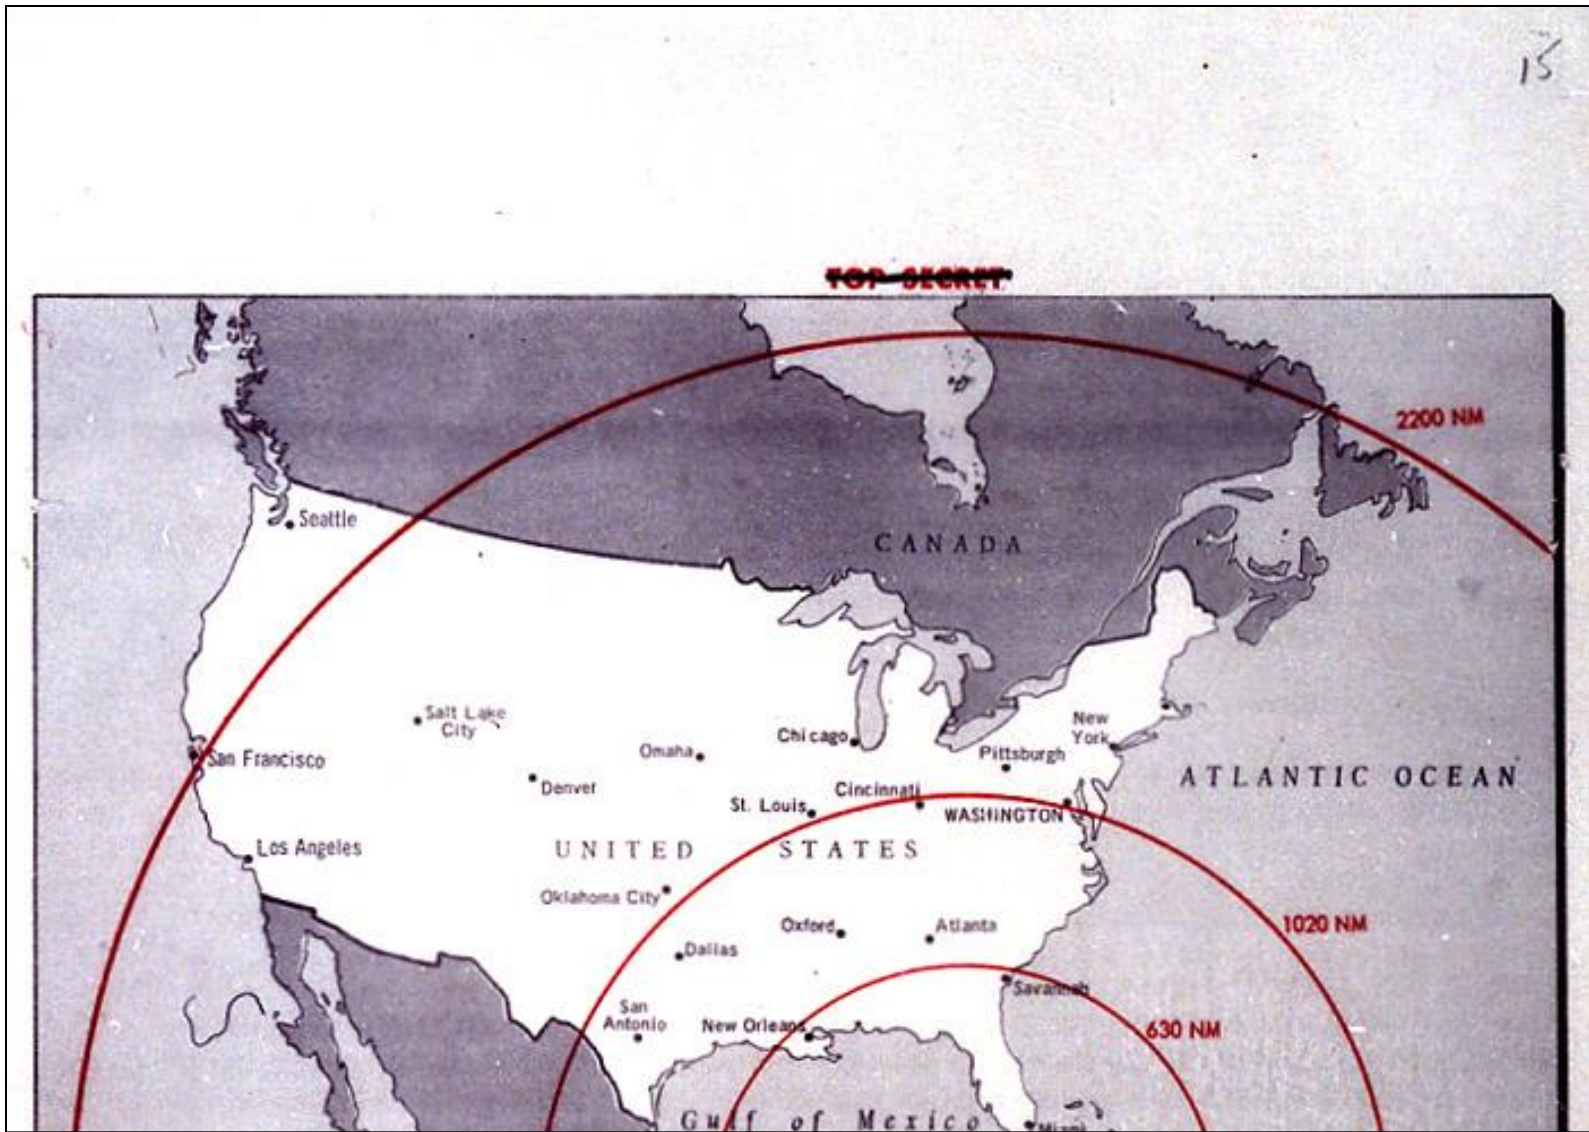 15
TOP SECRET
2200 NM
CANADA
Seattle
Salt Lake
City
San Francisco
Denver
Omaha
Chicago
Pittsburgh
New
York
ATLANTIC OCEAN
St. Louis
Cincinnati
WASHINGTON
Los Angeles
UNITED STATES
Oklahoma City
Oxford
Atlanta
1020 NM
Dallas
Savannah
San
Antonio
New Orleans
630 NM
Gulf of Mexico
Miami